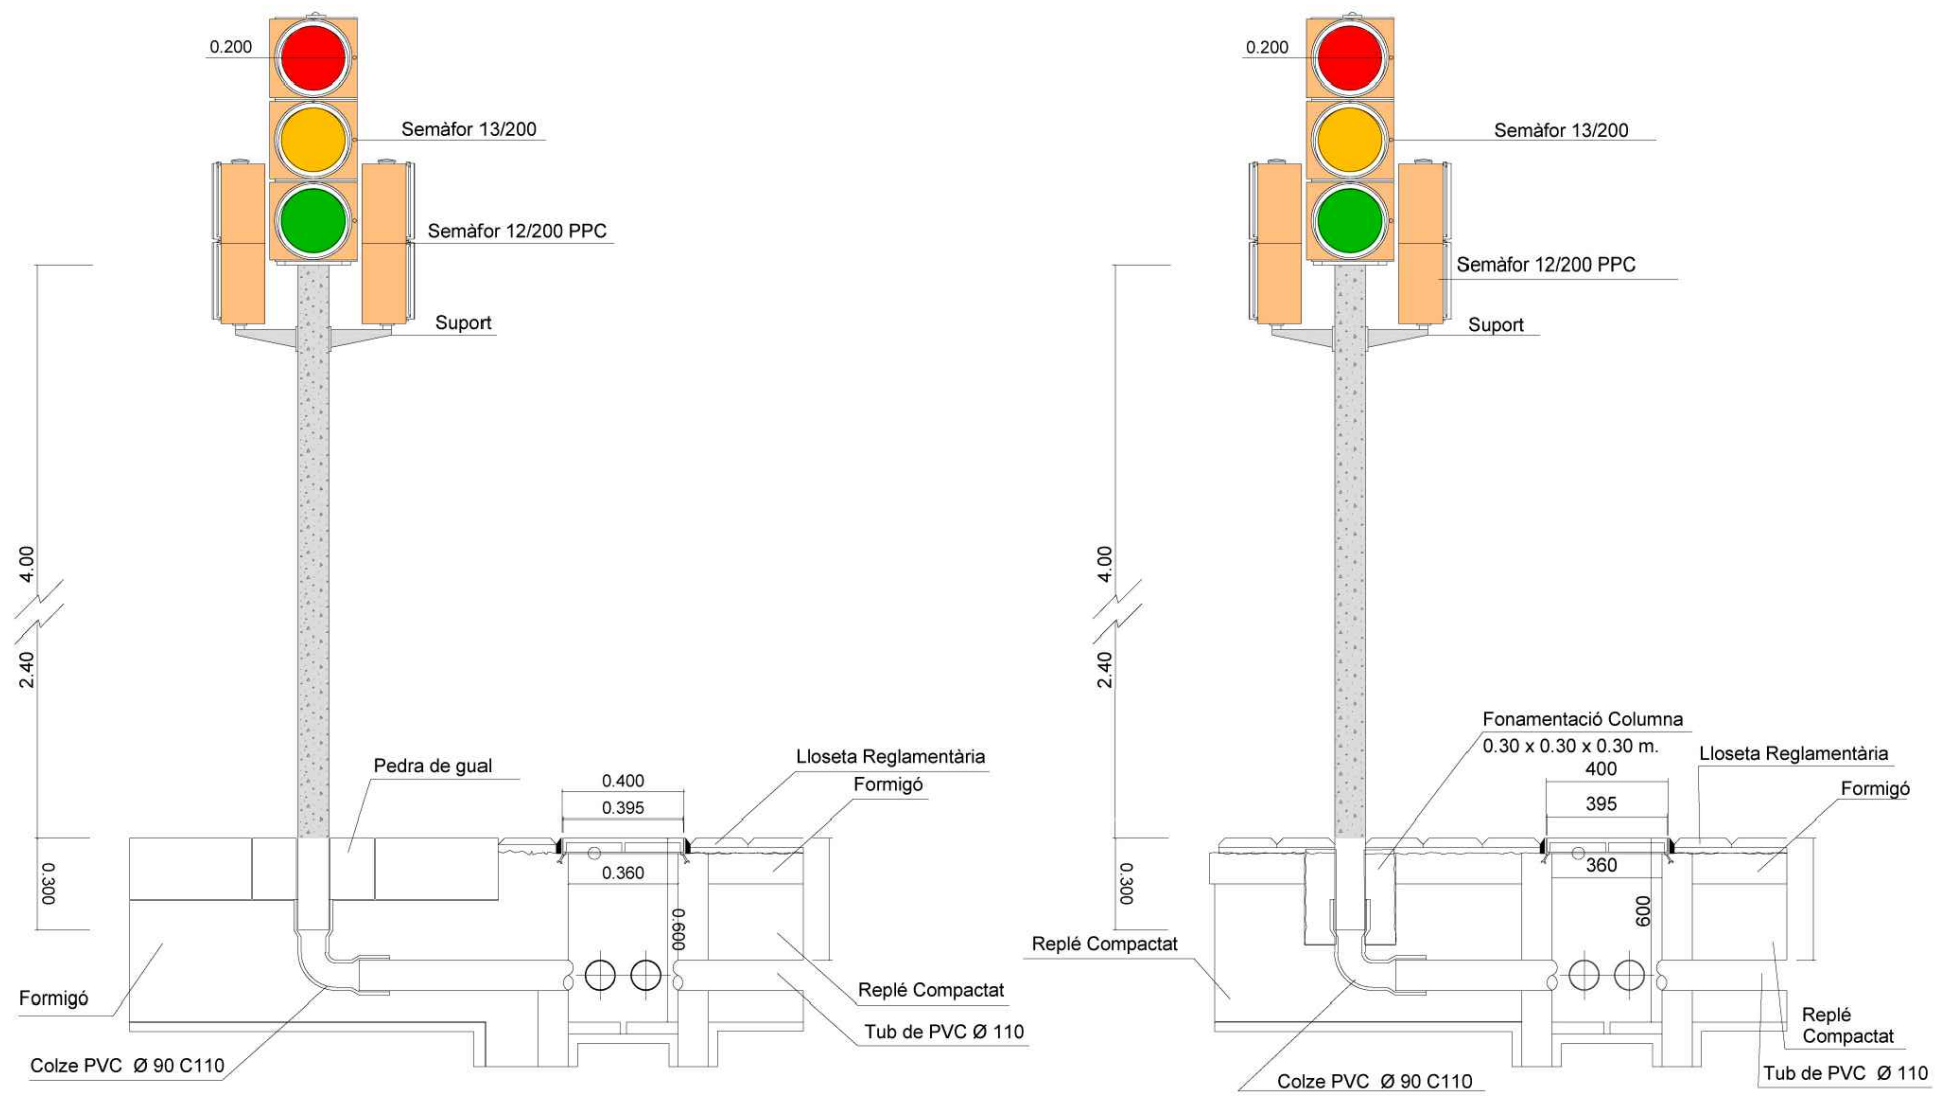 0.200
Semàfor 13/200
Semàfor 12/200 PPC
Suport
4.00
2.40
Pedra de gual
0.400
0.395
Lloseta Reglamentària
Formigó
0.300
0.360
0.600
Formigó
Replé Compactat
Tub de PVC Ø 110
Colze PVC Ø 90 C110
0.200
Semàfor 13/200
Semàfor 12/200 PPC
Suport
4.00
2.40
Fonamentació Columna
0.30 x 0.30 x 0.30 m.
400
395
Lloseta Reglamentària
Formigó
0.300
360
600
Replé Compactat
Replé
Compactat
Tub de PVC Ø 110
Colze PVC Ø 90 C110